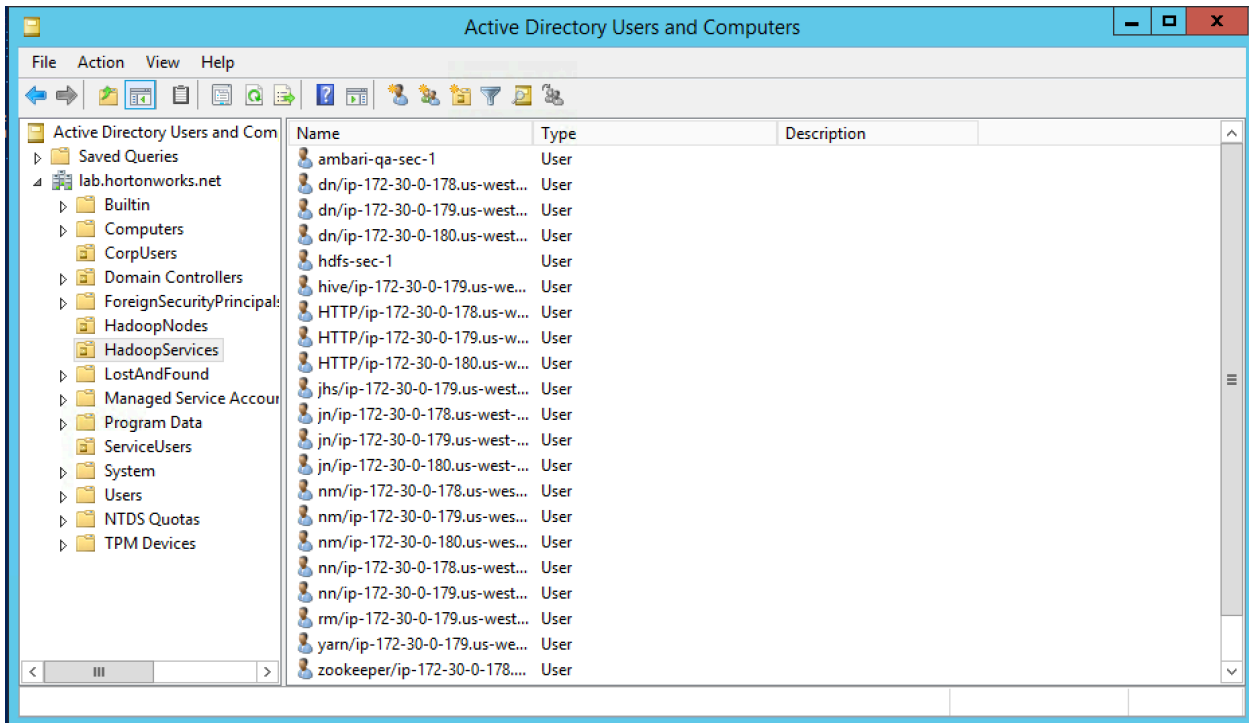 Active Directory Users and Computers
File Action View Help
Active Directory Users and Com
Saved Queries
lab.hortonworks.net
Builtin
Computers
CorpUsers
Domain Controllers
ForeignSecurityPrincipals
HadoopNodes
HadoopServices
LostAndFound
Managed Service Accour
Program Data
ServiceUsers
System
Users
NTDS Quotas
TPM Devices
Name Type Description
ambari-qa-sec-1 User
dn/ip-172-30-0-178.us-west... User
dn/ip-172-30-0-179.us-west... User
dn/ip-172-30-0-180.us-west... User
hdfs-sec-1 User
hive/ip-172-30-0-179.us-we... User
HTTP/ip-172-30-0-178.us-w... User
HTTP/ip-172-30-0-179.us-w... User
HTTP/ip-172-30-0-180.us-w... User
jhs/ip-172-30-0-179.us-west... User
jn/ip-172-30-0-178.us-west-... User
jn/ip-172-30-0-179.us-west-... User
jn/ip-172-30-0-180.us-west-... User
nm/ip-172-30-0-178.us-wes... User
nm/ip-172-30-0-179.us-wes... User
nm/ip-172-30-0-180.us-wes... User
nn/ip-172-30-0-178.us-west... User
nn/ip-172-30-0-179.us-west... User
rm/ip-172-30-0-179.us-west... User
yarn/ip-172-30-0-179.us-we... User
zookeeper/ip-172-30-0-178.... User